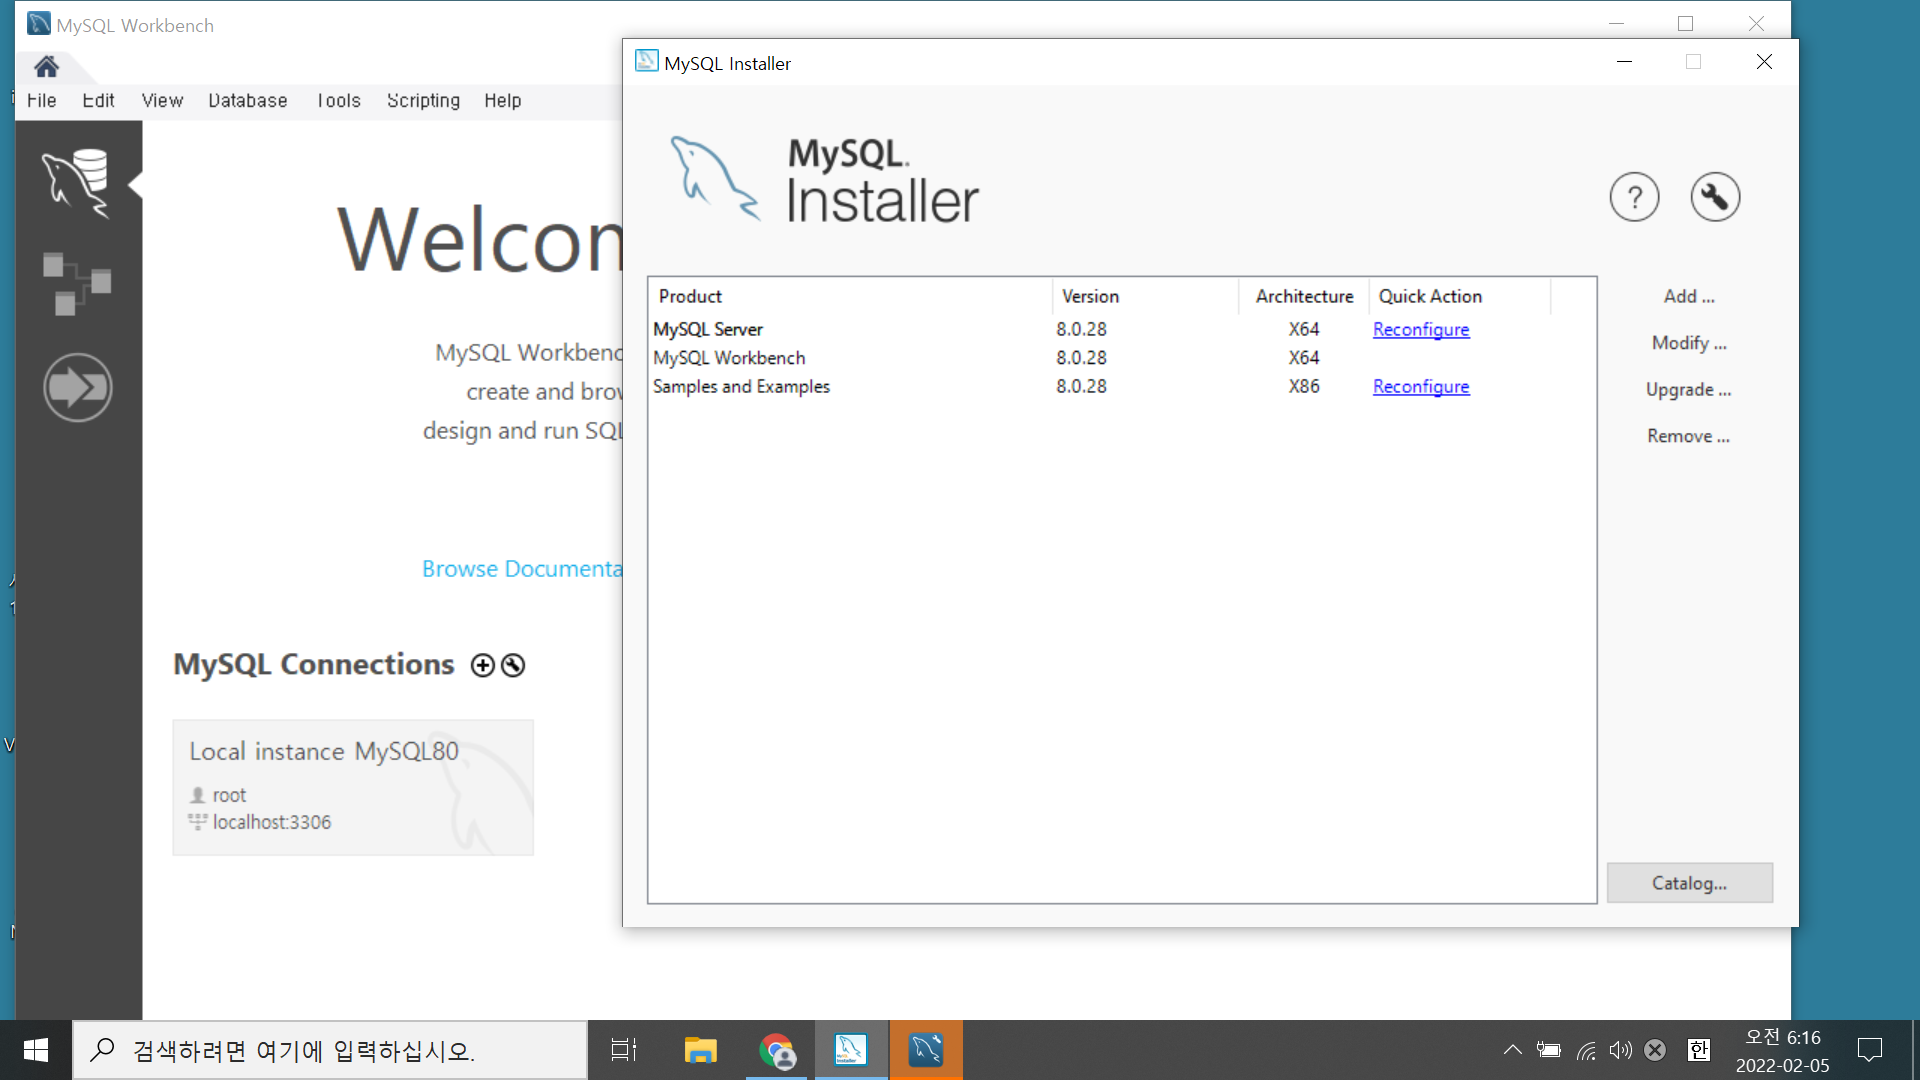 MySQL Workbench
File Edit View Database Tools Scripting Help
Welcom
MySQL Workbenc
create and brow
design and run SQL
Browse Documenta
MySQL Connections
Local instance MySQL80
root
localhost:3306
MySQL Installer
MySQL.
Installer
?
Product Version Architecture Quick Action
MySQL Server 8.0.28 X64 Reconfigure
MySQL Workbench 8.0.28 X64
Samples and Examples 8.0.28 X86 Reconfigure
Add ...
Modify ...
Upgrade ...
Remove ...
Catalog...
검색하려면 여기에 입력하십시오.
한
오전 6:16
2022-02-05